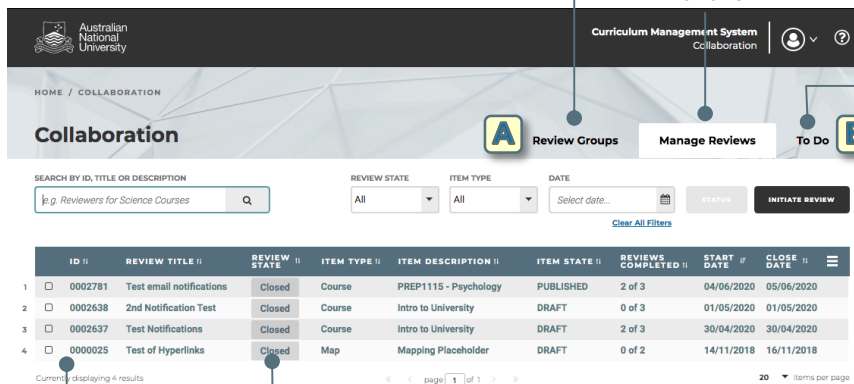 Australian
National
University
Curriculum Management System
Collaboration
HOME / COLLABORATION
Collaboration
A
Review Groups
Manage Reviews
To Do
SEARCH BY ID, TITLE OR DESCRIPTION
REVIEW STATE
ITEM TYPE
DATE
e.g. Reviewers for Science Courses
All
All
Select date...
STATUS
INITIATE REVIEW
Clear All Filters
ID REVIEW TITLE REVIEW STATE ITEM TYPE ITEM DESCRIPTION ITEM STATE REVIEWS COMPLETED START DATE CLOSE DATE
1 0002781 Test email notifications Closed Course PREP1115 - Psychology PUBLISHED 2 of 3 04/06/2020 05/06/2020
2 0002638 2nd Notification Test Closed Course Intro to University DRAFT 0 of 3 01/05/2020 01/05/2020
3 0002637 Test Notifications Closed Course Intro to University DRAFT 2 of 3 30/04/2020 30/04/2020
4 0000025 Test of Hyperlinks Closed Map Mapping Placeholder DRAFT 0 of 2 14/11/2018 16/11/2018
Currently displaying 4 results
« < page 1 of 1 > »
20 items per page